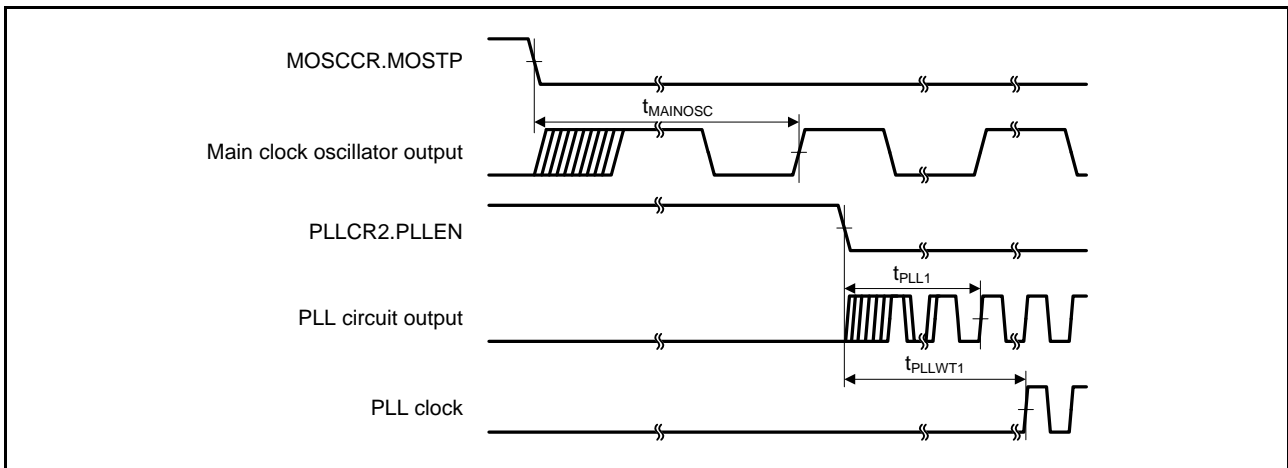 MOSCCR.MOSTP
tMAINOSC
Main clock oscillator output
PLLCR2.PLLEN
tPLL1
PLL circuit output
tPLLWT1
PLL clock